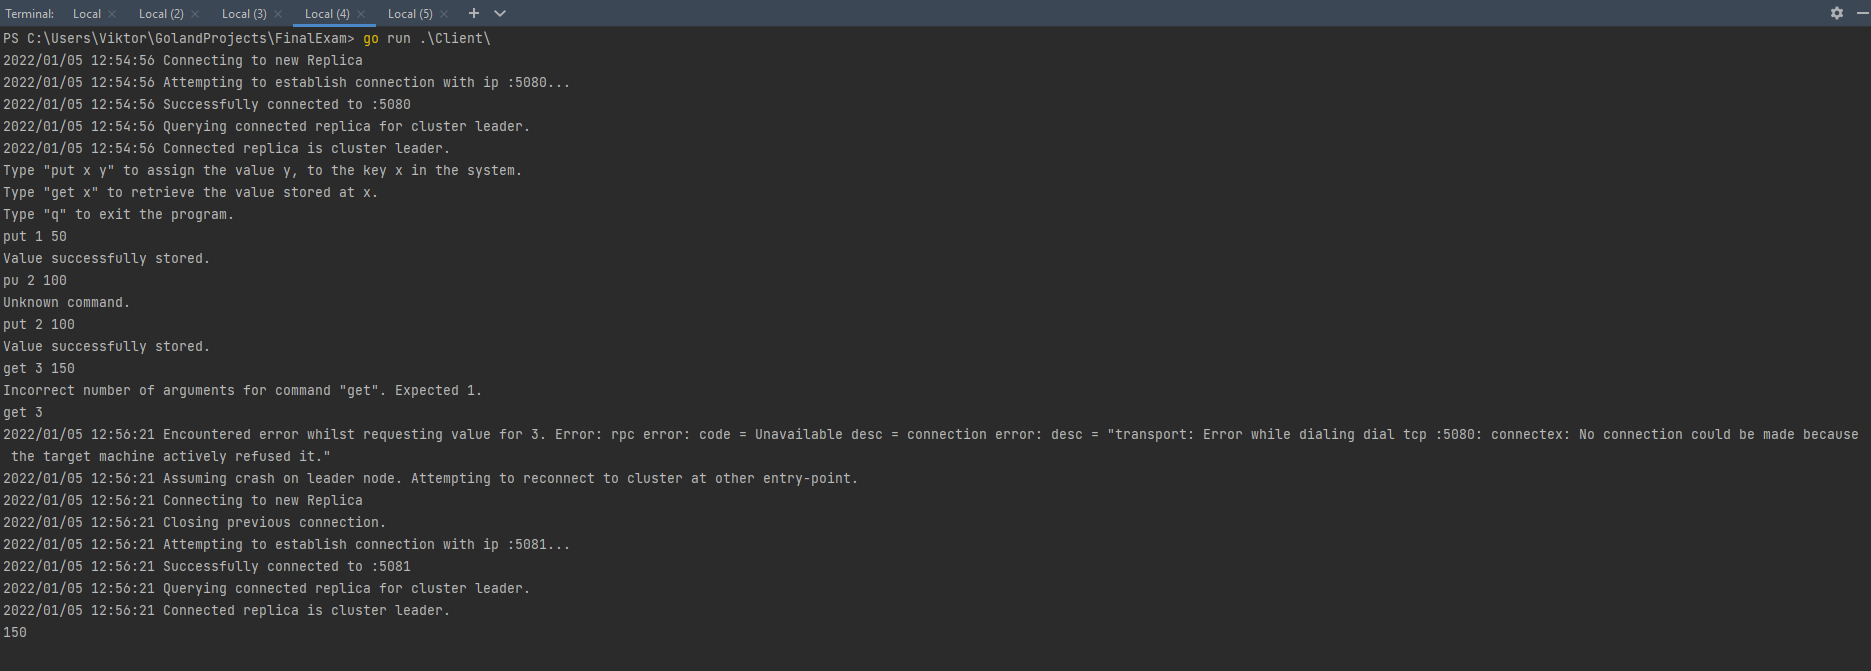 Terminal: Local Local (2) Local (3) Local (4) Local (5)
PS C:\Users\Viktor\GolandProjects\FinalExam> go run .\Client\
2022/01/05 12:54:56 Connecting to new Replica
2022/01/05 12:54:56 Attempting to establish connection with ip :5080...
2022/01/05 12:54:56 Successfully connected to :5080
2022/01/05 12:54:56 Querying connected replica for cluster leader.
2022/01/05 12:54:56 Connected replica is cluster leader.
Type "put x y" to assign the value y, to the key x in the system.
Type "get x" to retrieve the value stored at x.
Type "q" to exit the program.
put 1 50
Value successfully stored.
pu 2 100
Unknown command.
put 2 100
Value successfully stored.
get 3 150
Incorrect number of arguments for command "get". Expected 1.
get 3
2022/01/05 12:56:21 Encountered error whilst requesting value for 3. Error: rpc error: code = Unavailable desc = connection error: desc = "transport: Error while dialing dial tcp :5080: connectex: No connection could be made because
the target machine actively refused it."
2022/01/05 12:56:21 Assuming crash on leader node. Attempting to reconnect to cluster at other entry-point.
2022/01/05 12:56:21 Connecting to new Replica
2022/01/05 12:56:21 Closing previous connection.
2022/01/05 12:56:21 Attempting to establish connection with ip :5081...
2022/01/05 12:56:21 Successfully connected to :5081
2022/01/05 12:56:21 Querying connected replica for cluster leader.
2022/01/05 12:56:21 Connected replica is cluster leader.
150